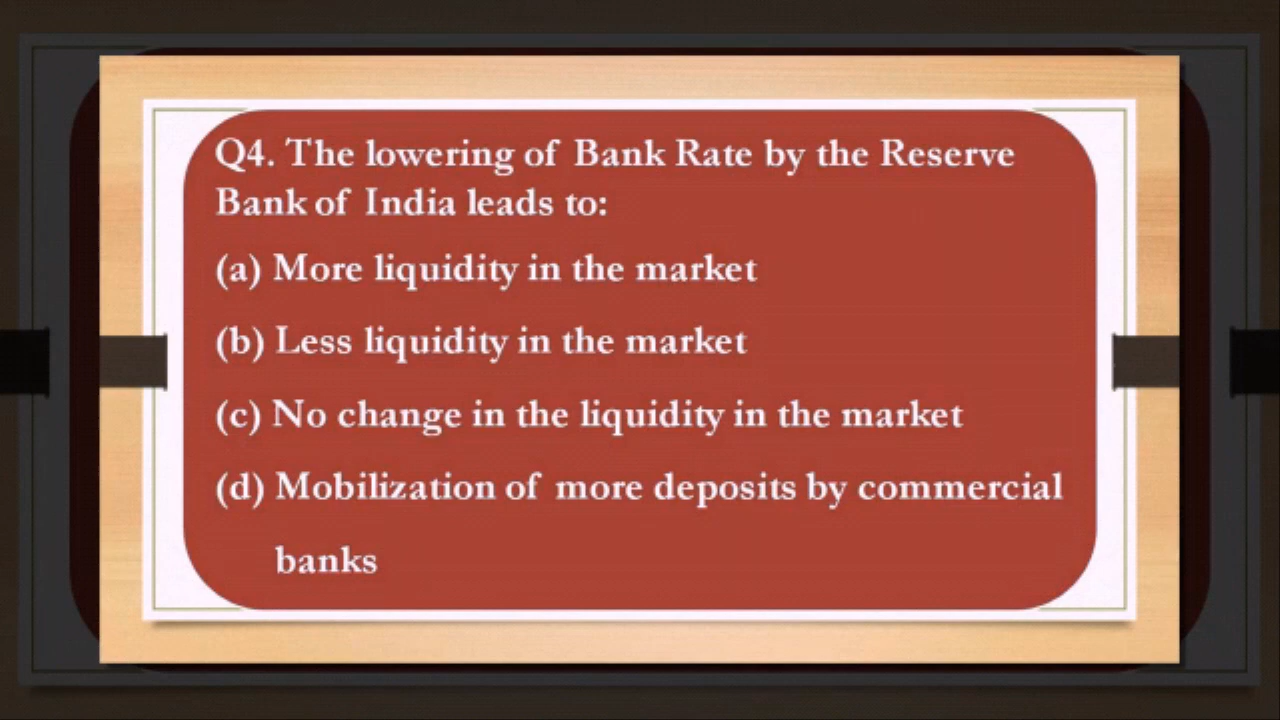 Q4. The lowering of Bank Rate by the Reserve
Bank of India leads to:
(a) More liquidity in the market
(b) Less liquidity in the market
(c) No change in the liquidity in the market
(d) Mobilization of more deposits by commercial
banks